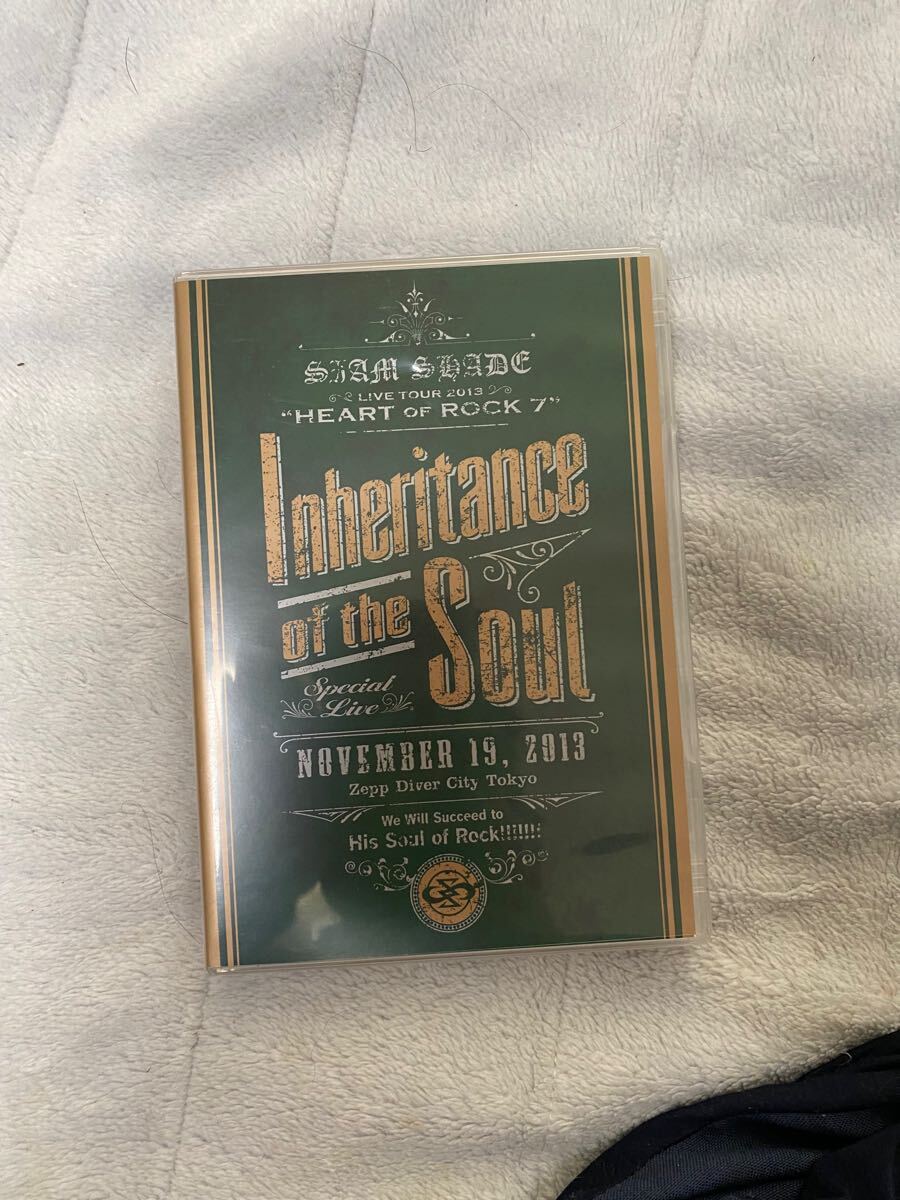 SIAM SHADE
LIVE TOUR 2013
"HEART OF ROCK 7"
Inheritance
of the Soul
Special
Live
NOVEMBER 19, 2013
Zepp Diver City Tokyo
We Will Succeed to
His Soul of Rock!!!!!!!